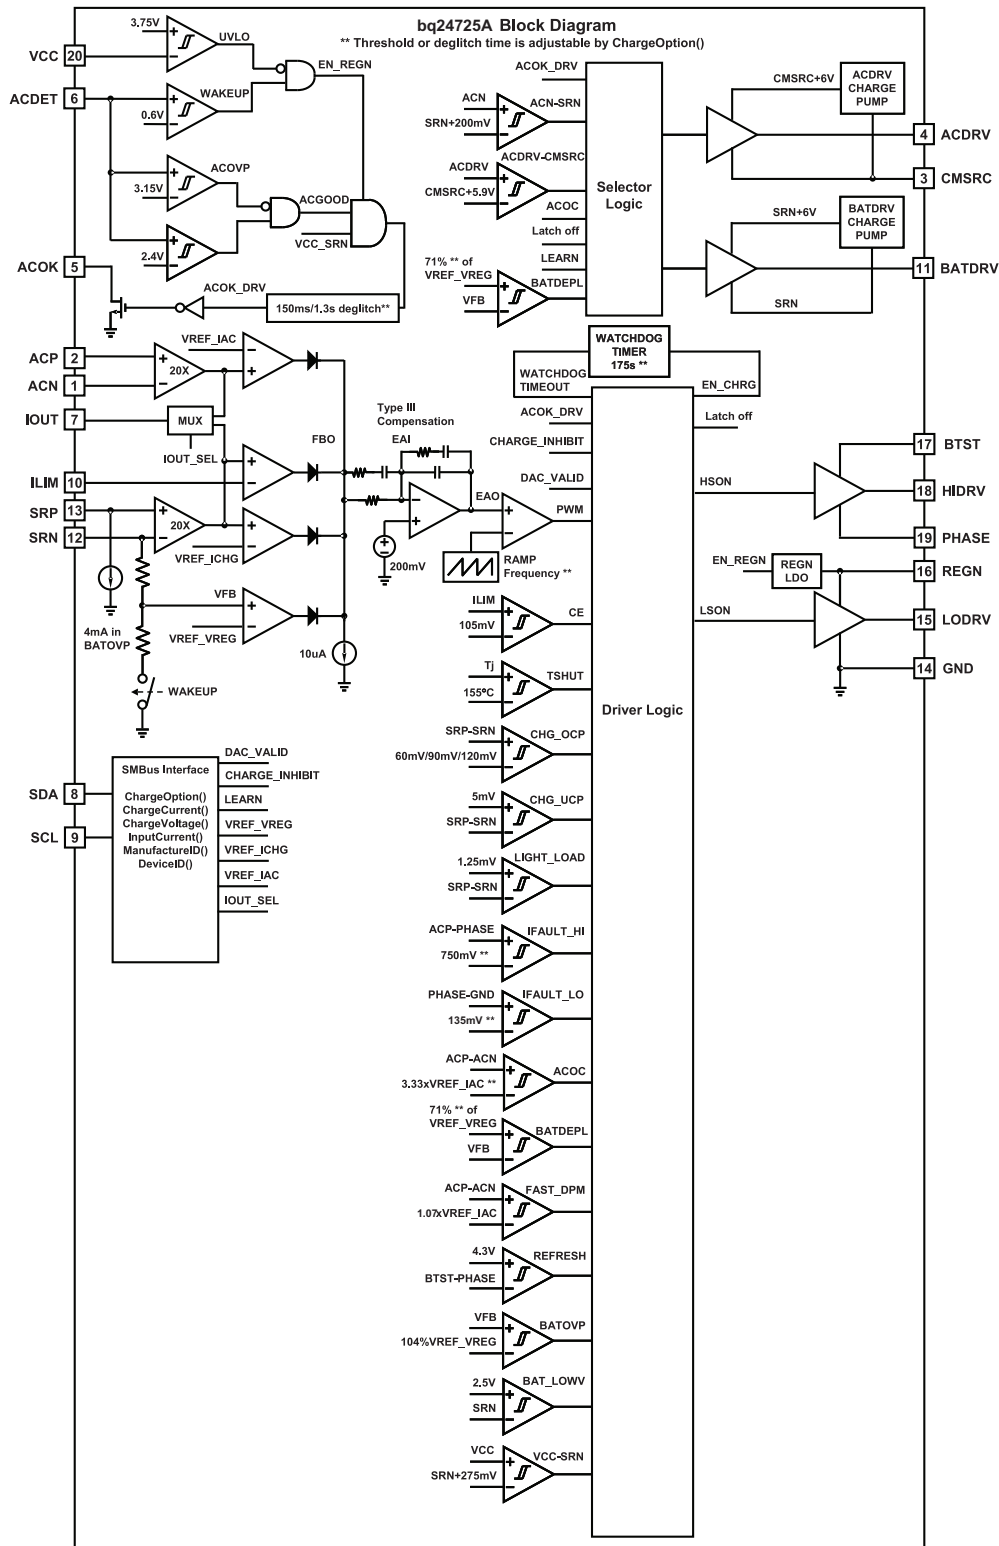 bq24725A Block Diagram
** Threshold or deglitch time is adjustable by ChargeOption()
3.75V
UVLO
VCC 20
EN_REGN
ACDET 6
WAKEUP
0.6V
ACOVP
3.15V
ACGOOD
VCC_SRN
2.4V
ACOK 5
ACOK_DRV
150ms/1.3s deglitch**
ACOK_DRV
ACN
ACN-SRN
SRN+200mV
ACDRV-CMSRC
ACDRV
CMSRC+5.9V
ACOC
Latch off
LEARN
71% ** of
VREF_VREG
BATDEPL
VFB
Selector
Logic
CMSRC+6V
ACDRV
CHARGE
PUMP
4 ACDRV
3 CMSRC
SRN+6V
BATDRV
CHARGE
PUMP
11 BATDRV
SRN
ACP 2
ACN 1
IOUT 7
ILIM 10
SRP 13
SRN 12
VREF_IAC
20X
MUX
IOUT_SEL
FBO
20X
VREF_ICHG
VFB
VREF_VREG
4mA in
BATOVP
WAKEUP
10uA
Type III
Compensation
EAI
EAO
200mV
RAMP
Frequency **
PWM
WATCHDOG
TIMER
175s **
WATCHDOG
TIMEOUT
EN_CHRG
ACOK_DRV
Latch off
CHARGE_INHIBIT
DAC_VALID
HSON
17 BTST
18 HIDRV
19 PHASE
EN_REGN
REGN
LDO
16 REGN
LSON
15 LODRV
14 GND
Driver Logic
ILIM
CE
105mV
Tj
TSHUT
155°C
SRP-SRN
CHG_OCP
60mV/90mV/120mV
5mV
CHG_UCP
SRP-SRN
1.25mV
LIGHT_LOAD
SRP-SRN
ACP-PHASE
IFAULT_HI
750mV **
PHASE-GND
IFAULT_LO
135mV **
ACP-ACN
ACOC
3.33xVREF_IAC **
71% ** of
VREF_VREG
BATDEPL
VFB
ACP-ACN
FAST_DPM
1.07xVREF_IAC
4.3V
REFRESH
BTST-PHASE
VFB
BATOVP
104%VREF_VREG
2.5V
BAT_LOWV
SRN
VCC
VCC-SRN
SRN+275mV
SDA 8
SCL 9
SMBus Interface
ChargeOption()
ChargeCurrent()
ChargeVoltage()
InputCurrent()
ManufactureID()
DeviceID()
DAC_VALID
CHARGE_INHIBIT
LEARN
VREF_VREG
VREF_ICHG
VREF_IAC
IOUT_SEL